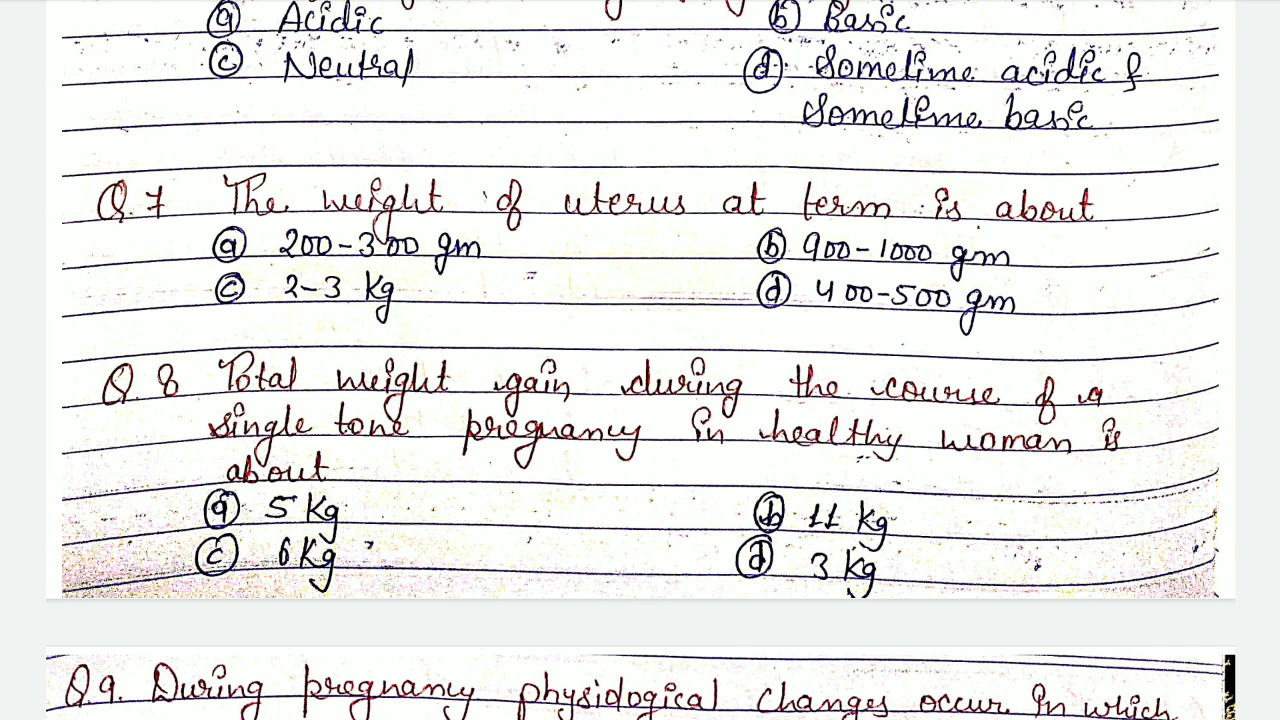 ⓐ Acidic ⓑ Basic
ⓒ Neutral ⓓ Sometime acidic &
Sometime basic
Q.7 The weight of uterus at term is about
ⓐ 200-300 gm ⓑ 900-1000 gm
ⓒ 2-3 Kg ⓓ 400-500 gm
Q.8 Total weight gain during the course of a
single tone pregnancy in healthy woman is
about
ⓐ 5 Kg ⓑ 11 Kg
ⓒ 6 Kg ⓓ 3 Kg
Q.9. During pregnancy physiological changes occur in which